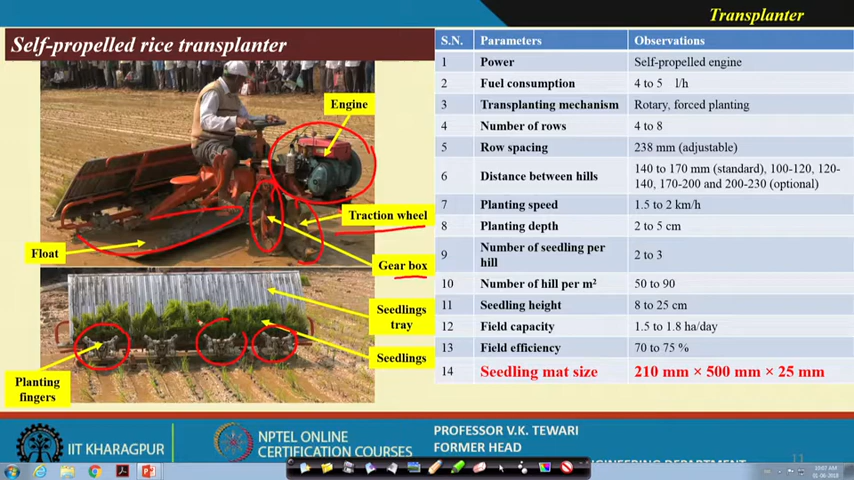 Transplanter
Self-propelled rice transplanter
Engine
Traction wheel
Gear box
Float
Seedlings
tray
Seedlings
Planting
fingers
S.N. Parameters Observations
1 Power Self-propelled engine
2 Fuel consumption 4 to 5 l/h
3 Transplanting mechanism Rotary, forced planting
4 Number of rows 4 to 8
5 Row spacing 238 mm (adjustable)
6 Distance between hills 140 to 170 mm (standard), 100-120, 120-
140, 170-200 and 200-230 (optional)
7 Planting speed 1.5 to 2 km/h
8 Planting depth 2 to 5 cm
9 Number of seedling per
hill 2 to 3
10 Number of hill per m² 50 to 90
11 Seedling height 8 to 25 cm
12 Field capacity 1.5 to 1.8 ha/day
13 Field efficiency 70 to 75 %
14 Seedling mat size 210 mm × 500 mm × 25 mm
IIT KHARAGPUR
NPTEL ONLINE
CERTIFICATION COURSES
PROFESSOR V.K. TEWARI
FORMER HEAD
ENGINEERING DEPARTMENT
11
10:07 AM